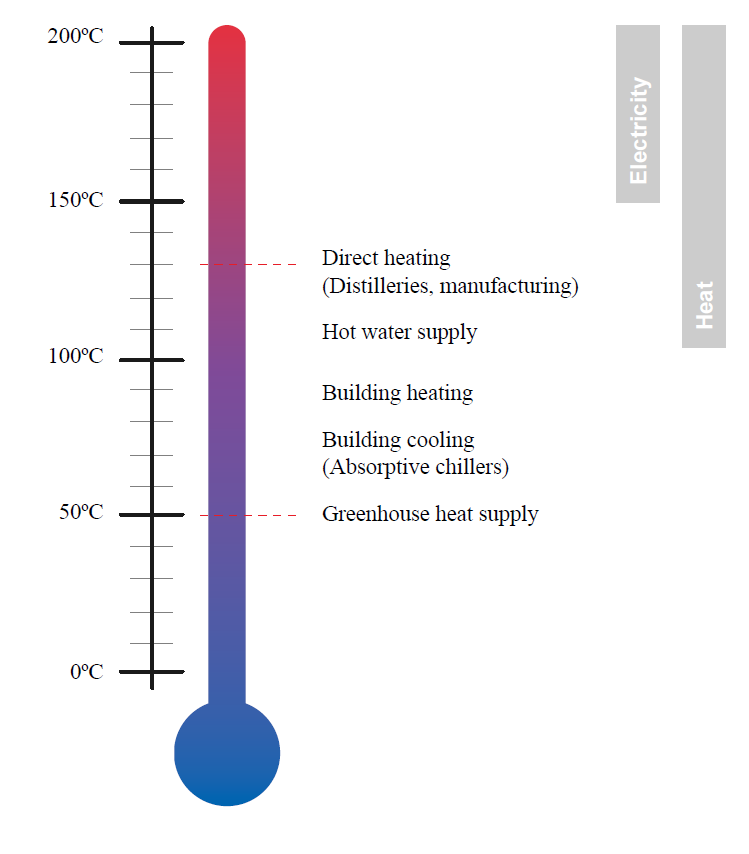 200ºC
Electricity
150ºC
Direct heating
(Distilleries, manufacturing)
Heat
Hot water supply
100ºC
Building heating
Building cooling
(Absorptive chillers)
50ºC
Greenhouse heat supply
0ºC